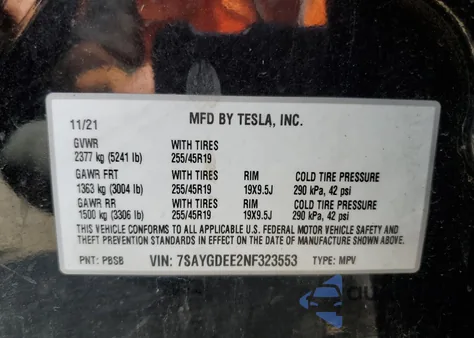 11/21 MFD BY TESLA, INC.
GVWR WITH TIRES
2377 kg (5241 lb) 255/45R19
GAWR FRT WITH TIRES RIM COLD TIRE PRESSURE
1363 kg (3004 lb) 255/45R19 19X9.5J 290 kPa, 42 psi
GAWR RR WITH TIRES RIM COLD TIRE PRESSURE
1500 kg (3306 lb) 255/45R19 19X9.5J 290 kPa, 42 psi
THIS VEHICLE CONFORMS TO ALL APPLICABLE U.S. FEDERAL MOTOR VEHICLE SAFETY AND
THEFT PREVENTION STANDARDS IN EFFECT ON THE DATE OF MANUFACTURE SHOWN ABOVE.
PNT: PBSB VIN: 7SAYGDEE2NF323553 TYPE: MPV